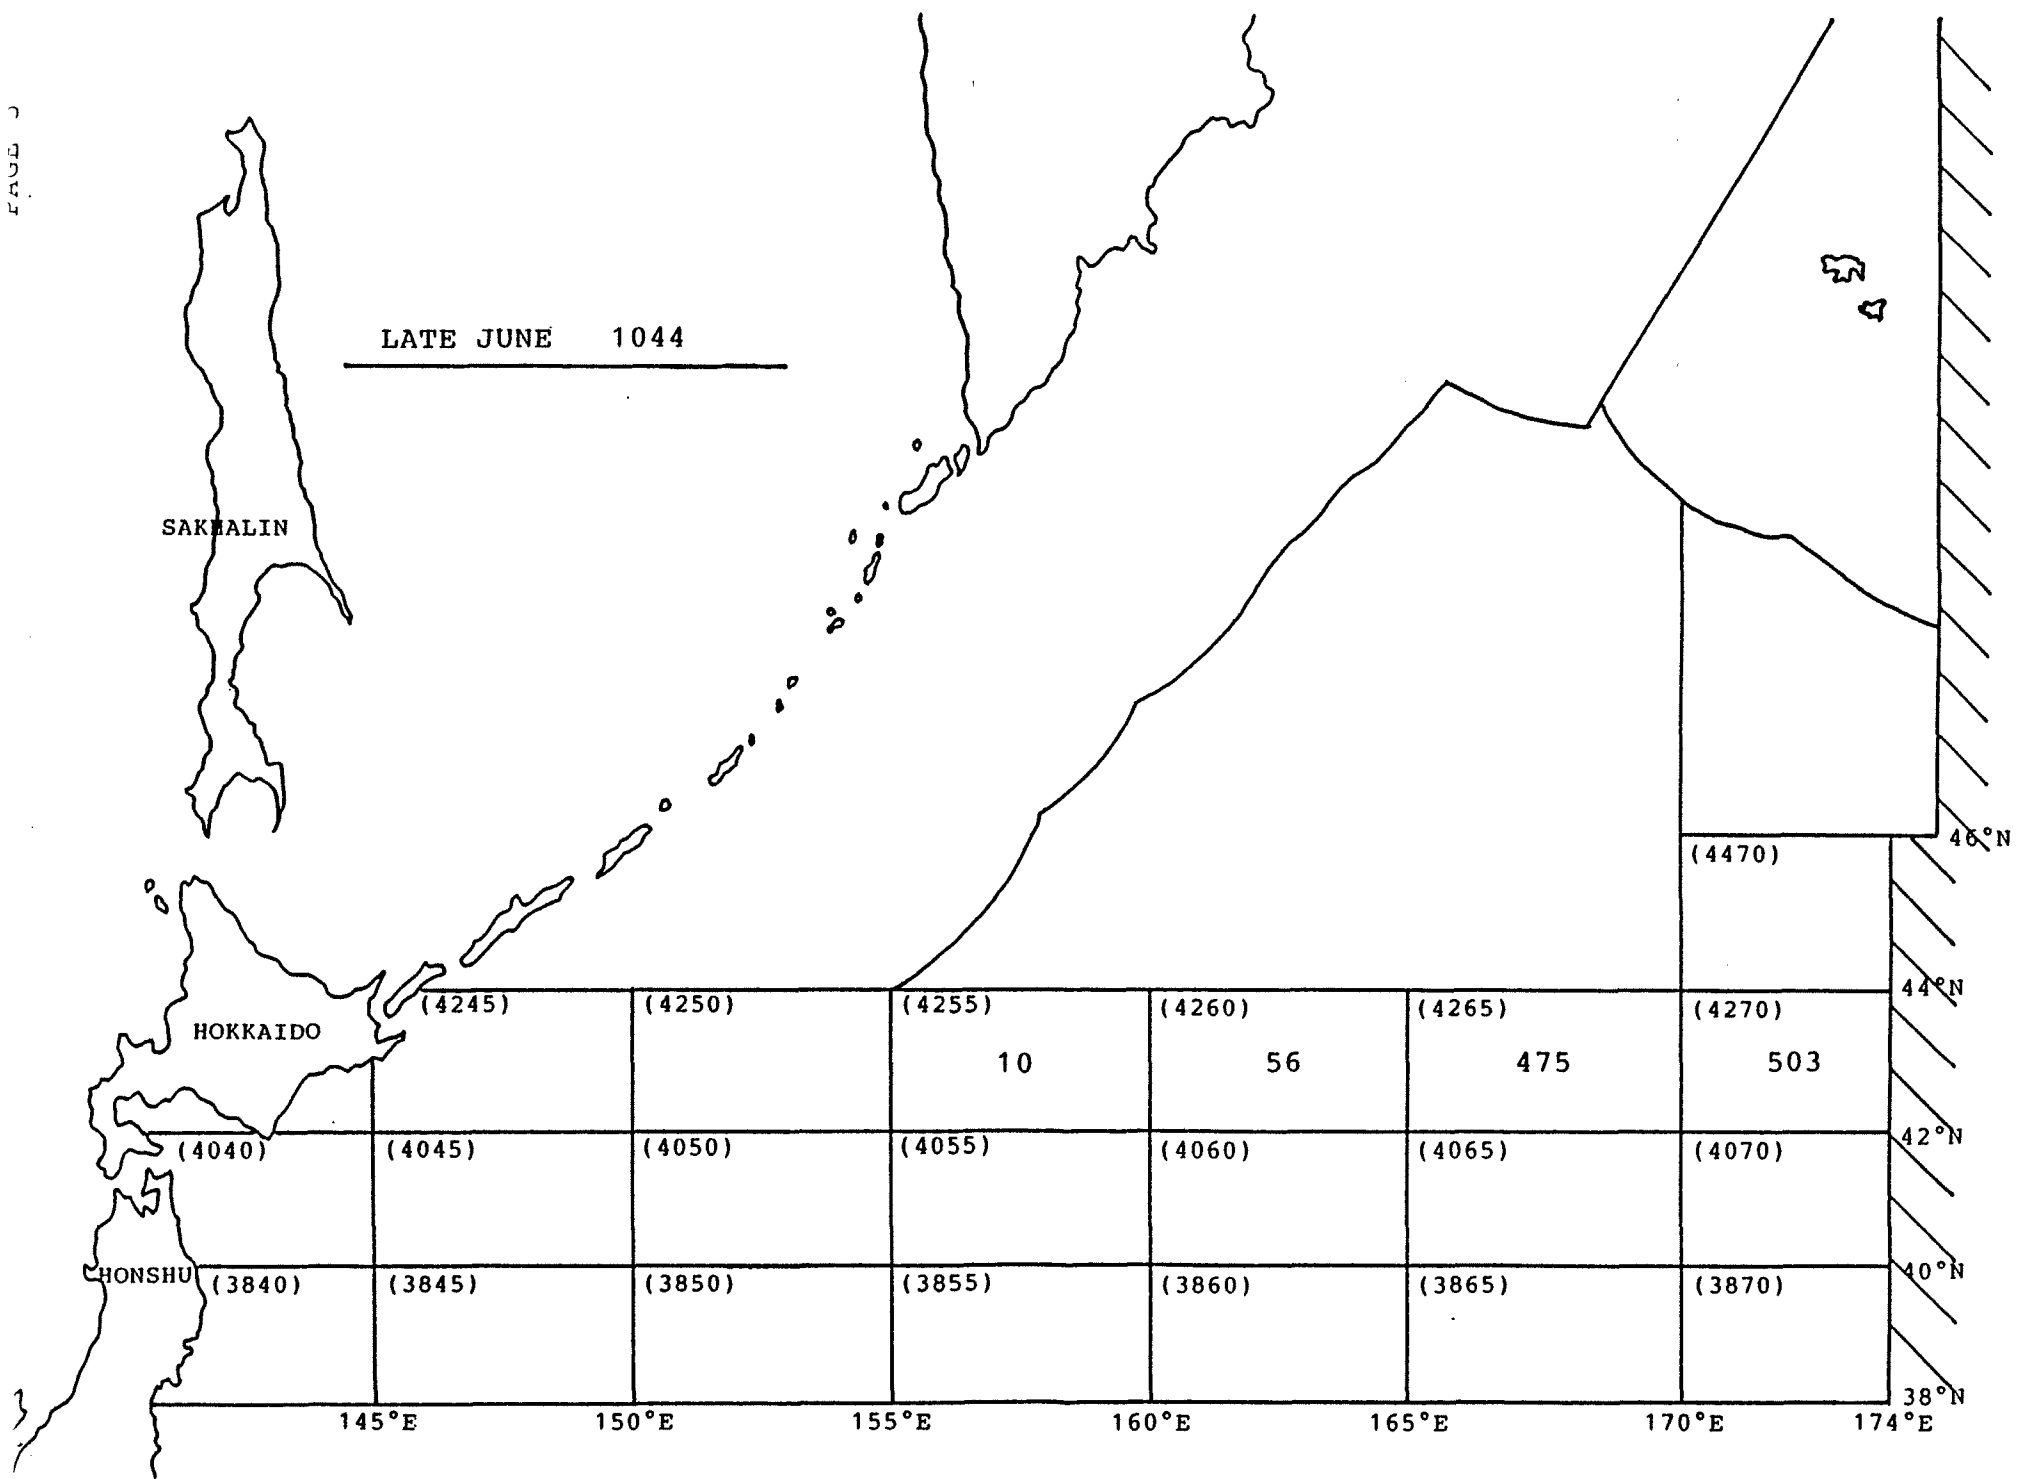 PAGE
LATE JUNE 1044
SAKHALIN
46°N
(4470)
44°N
(4245) (4250) (4255) (4260) (4265) (4270)
HOKKAIDO
10 56 475 503
42°N
(4040) (4045) (4050) (4055) (4060) (4065) (4070)
40°N
HONSHU (3840) (3845) (3850) (3855) (3860) (3865) (3870)
38°N
145°E 150°E 155°E 160°E 165°E 170°E 174°E